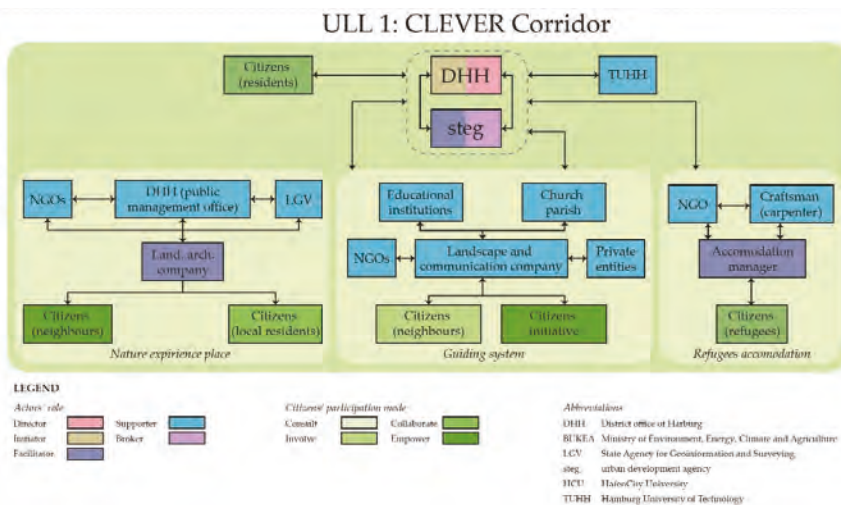 ULL 1: CLEVER Corridor
Citizens
(residents)
DHH
TUHH
steg
NGOs
DHH (public
management office)
LGV
Land. arch.
company
Citizens
(neighbours)
Citizens
(local residents)
Nature expirience place
Educational
institutions
Church
parish
NGOs
Landscape and
communication company
Private
entities
Citizens
(neighbours)
Citizens
initiative
Guiding system
NGO
Craftsman
(carpenter)
Accomodation
manager
Citizens
(refugees)
Refugees accomodation
LEGEND
Actors' role
Director
Supporter
Initiator
Broker
Facilitator
Citizens' participation mode
Consult
Collaborate
Involve
Empower
Abbreviations
DHH District office of Harburg
BUKEA Ministry of Environment, Energy, Climate and Agriculture
LGV State Agency for Geoinformation and Surveying
steg urban development agency
HCU HafenCity University
TUHH Hamburg University of Technology